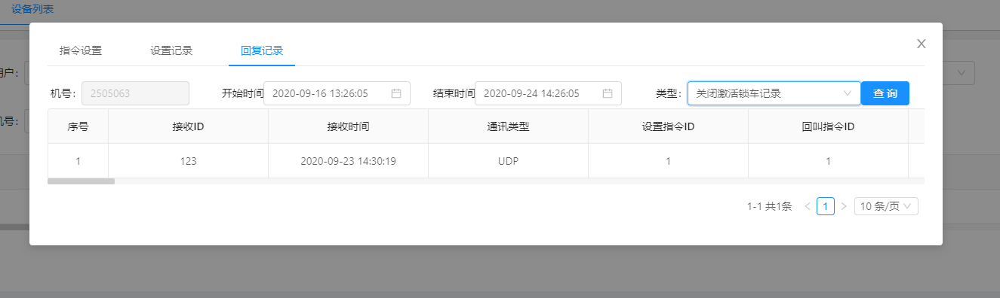 设备列表
指令设置 设置记录 回复记录
用户：
机号： 2505063 开始时间 2020-09-16 13:26:05 结束时间 2020-09-24 14:26:05 类型： 关闭激活锁车记录 查 询
机号：
序号 接收ID 接收时间 通讯类型 设置指令ID 回叫指令ID
1 123 2020-09-23 14:30:19 UDP 1 1
1-1 共1条 1 10 条/页